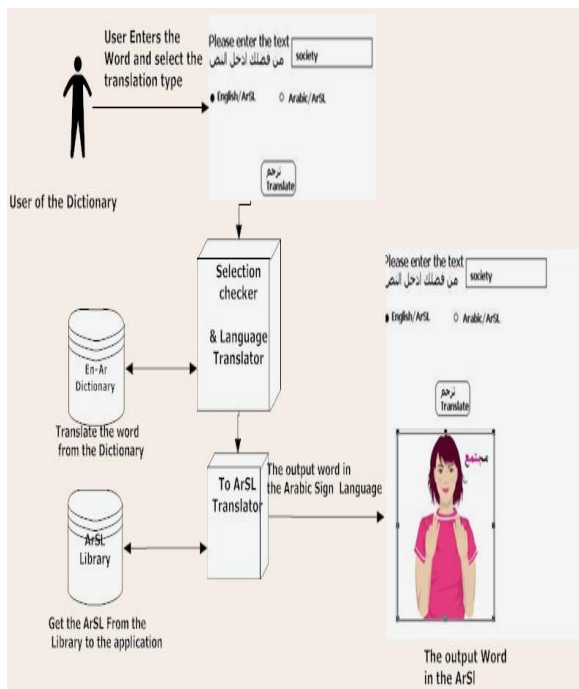 User Enters the
Word and select the
translation type
User of the Dictionary
Please enter the text
من فضلك ادخل النص
society
English/ArSL
Arabic/ArSL
ترجم
Translate
Selection
checker
& Language
Translator
En-Ar
Dictionary
Translate the word
from the Dictionary
To ArSL
Translator
The output word in
the Arabic Sign Language
ArSL
Library
Get the ArSL From the
Library to the application
Please enter the text
من فضلك ادخل النص
society
English/ArSL
Arabic/ArSL
ترجم
Translate
مجتمع
The output Word
in the ArSl